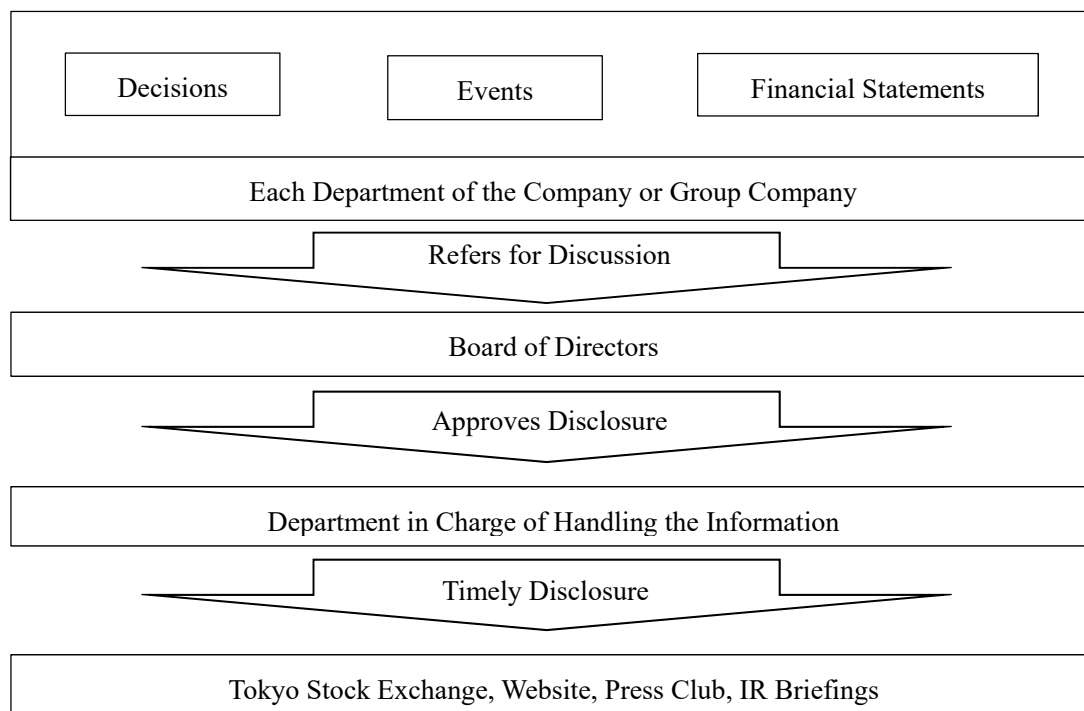 Decisions
Events
Financial Statements
Each Department of the Company or Group Company
Refers for Discussion
Board of Directors
Approves Disclosure
Department in Charge of Handling the Information
Timely Disclosure
Tokyo Stock Exchange, Website, Press Club, IR Briefings